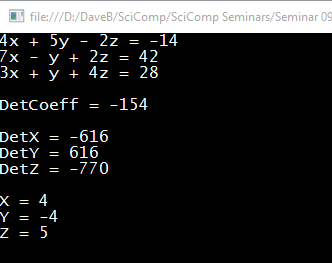 file:///D:/DaveB/SciComp/SciComp Seminars/Seminar 09
4x + 5y - 2z = -14
7x - y + 2z = 42
3x + y + 4z = 28
DetCoeff = -154
DetX = -616
DetY = 616
DetZ = -770
X = 4
Y = -4
Z = 5